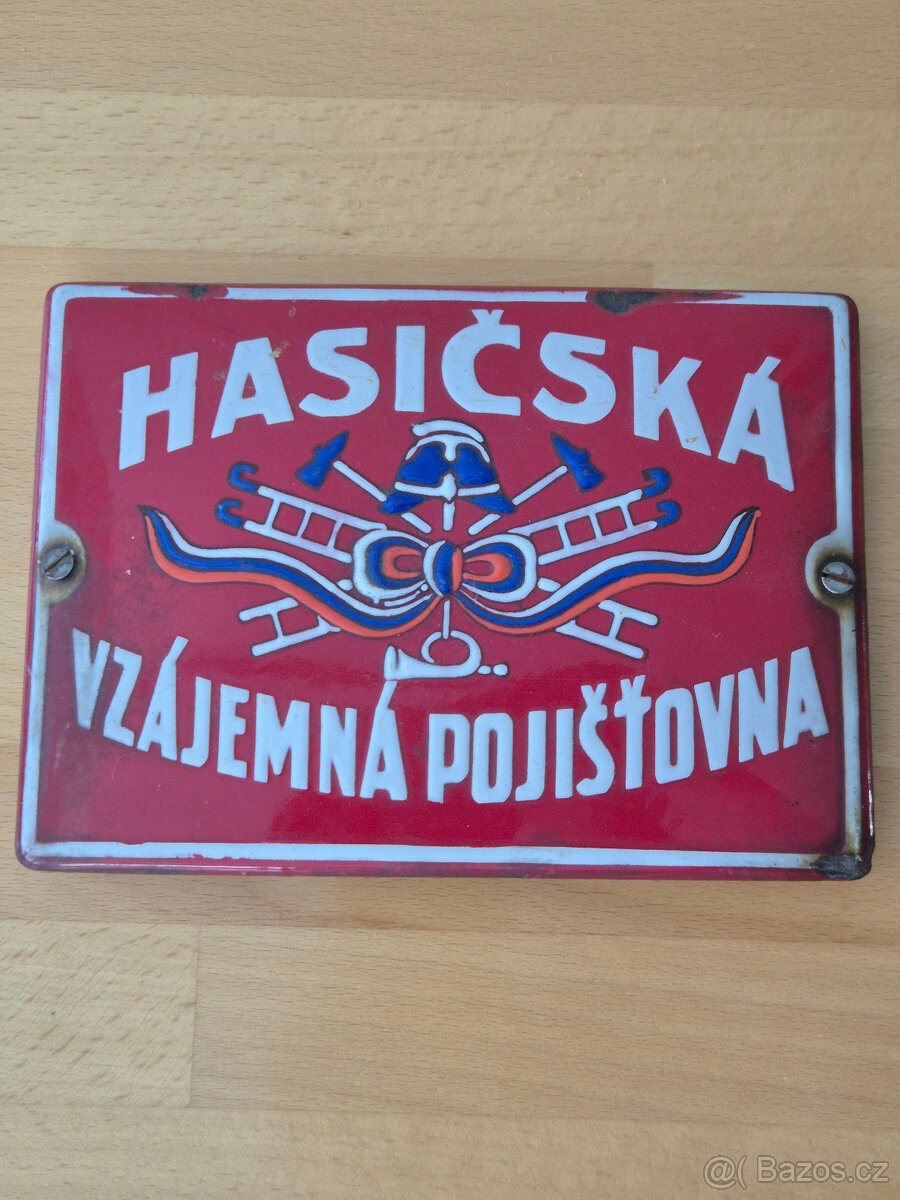 HASIČSKÁ
VZÁJEMNÁ POJIŠŤOVNA
@( Bazos.cz